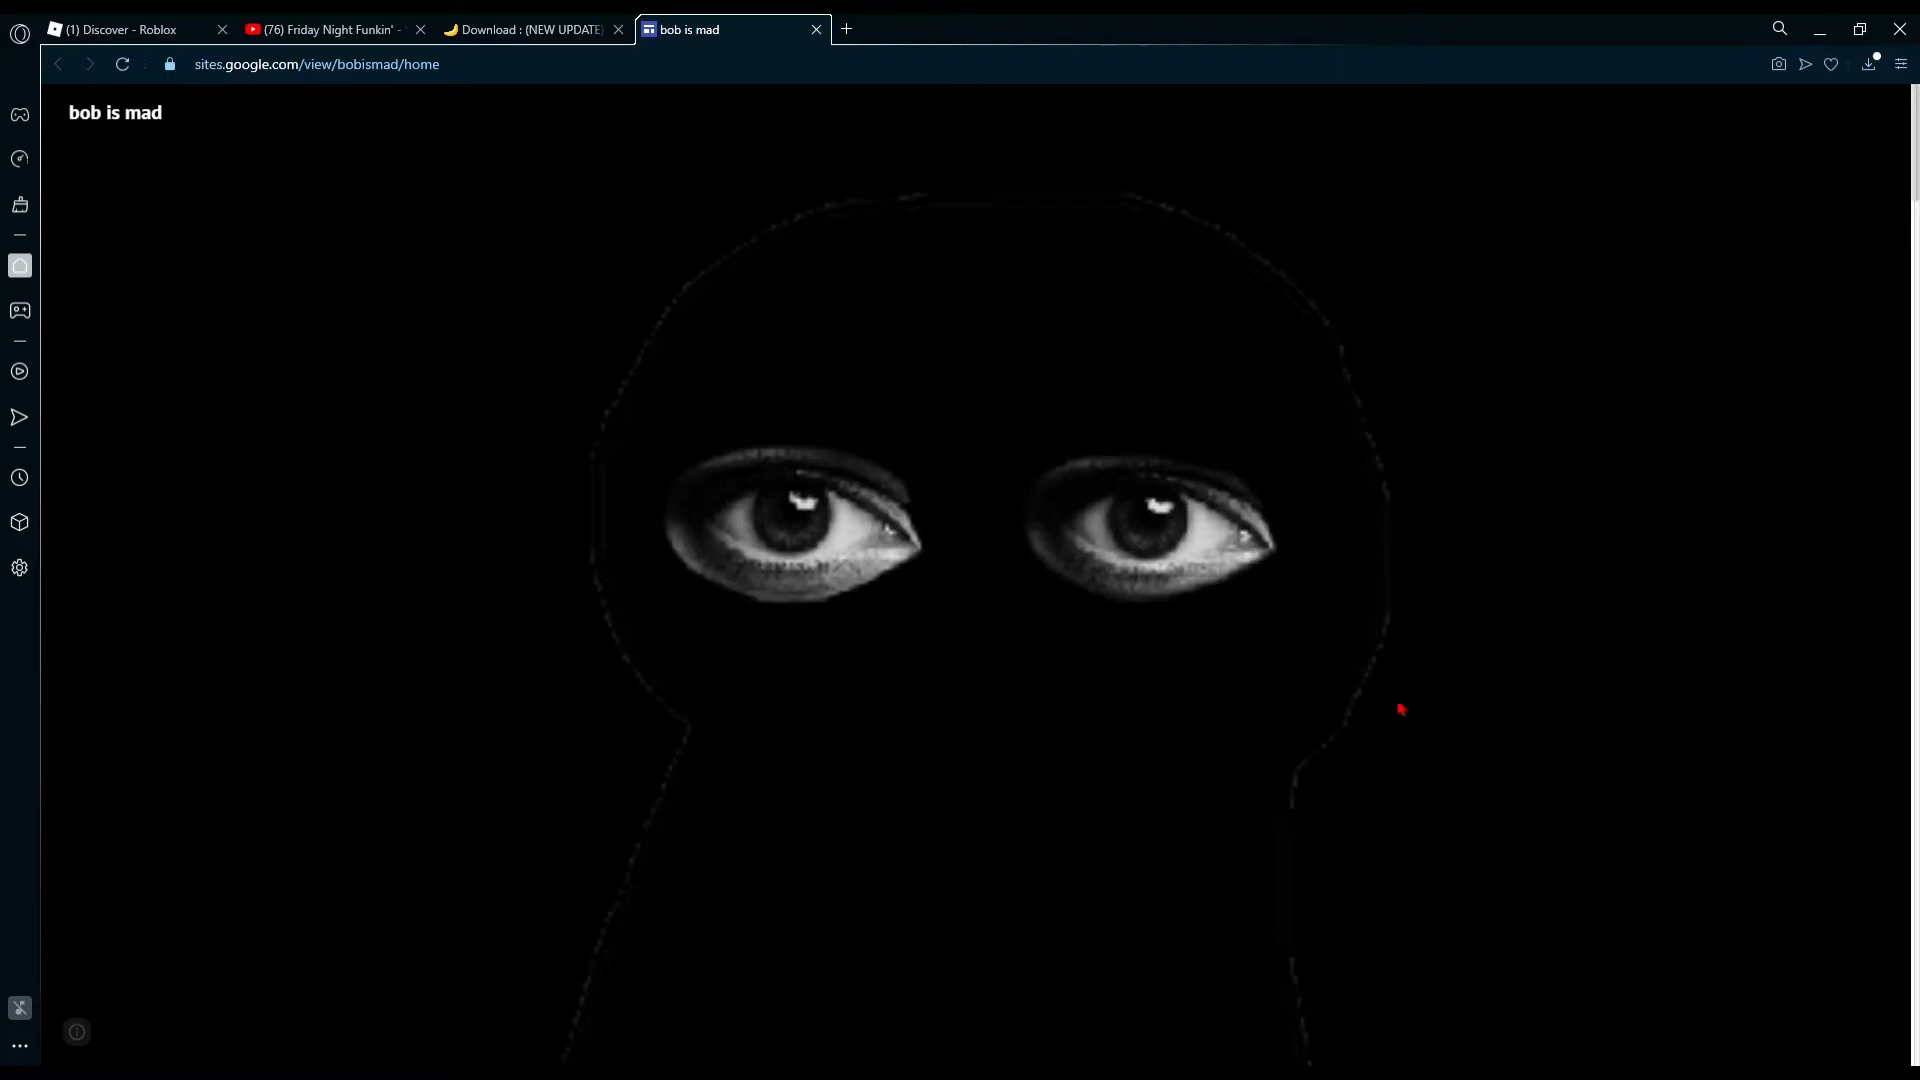 (1) Discover - Roblox
(76) Friday Night Funkin' -
Download : (NEW UPDATE)
bob is mad
sites.google.com/view/bobismad/home
bob is mad